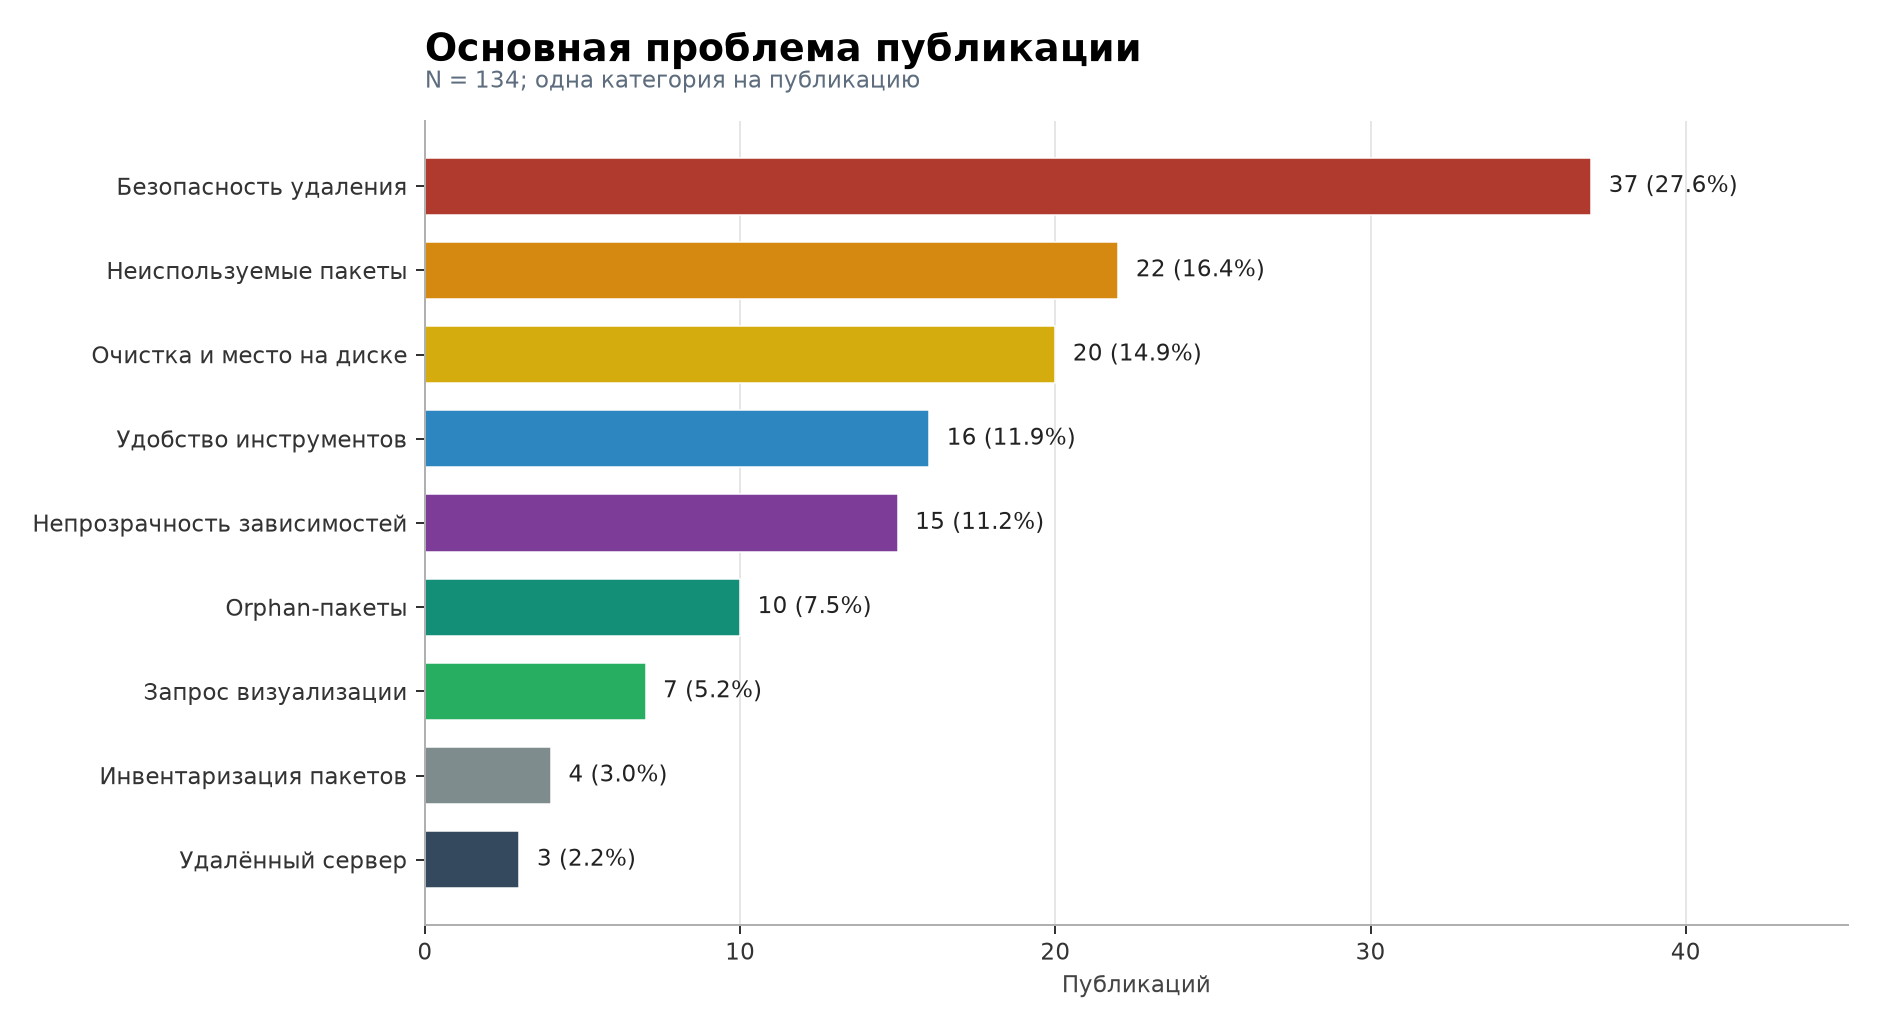 Основная проблема публикации
N = 134; одна категория на публикацию
Безопасность удаления 37 (27.6%)
Неиспользуемые пакеты 22 (16.4%)
Очистка и место на диске 20 (14.9%)
Удобство инструментов 16 (11.9%)
Непрозрачность зависимостей 15 (11.2%)
Orphan-пакеты 10 (7.5%)
Запрос визуализации 7 (5.2%)
Инвентаризация пакетов 4 (3.0%)
Удалённый сервер 3 (2.2%)
0 10 20 30 40
Публикаций